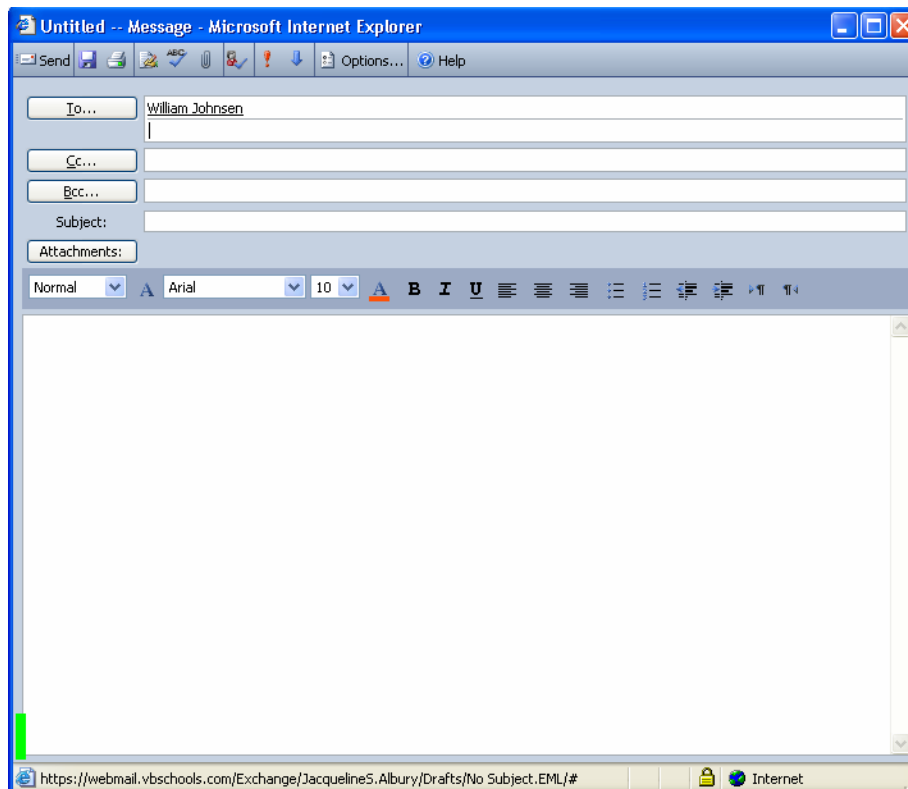 Untitled -- Message - Microsoft Internet Explorer
Send ABC Options... Help
To... William Johnsen
Cc...
Bcc...
Subject:
Attachments:
Normal A Arial 10 A B I U
https://webmail.vbschools.com/Exchange/JacquelineS.Albury/Drafts/No Subject.EML/# Internet